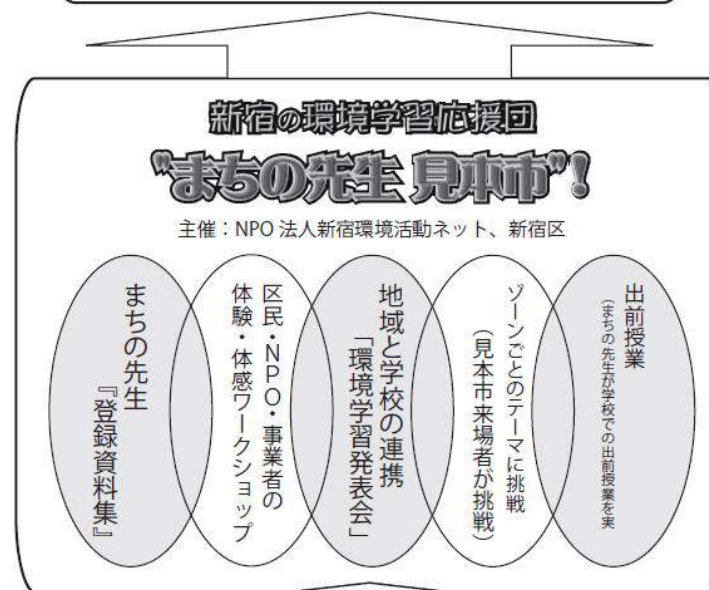 新宿の環境学習応援団
"まちの先生 見本市"!
主催：NPO 法人新宿環境活動ネット、新宿区
出前授業
（まちの先生が学校での出前授業を実
ゾーンごとのテーマに挑戦
（見本市来場者が挑戦）
地域と学校の連携
「環境学習発表会」
区民・NPO・事業者の
体験・体感ワークショップ
まちの先生
『登録資料集』